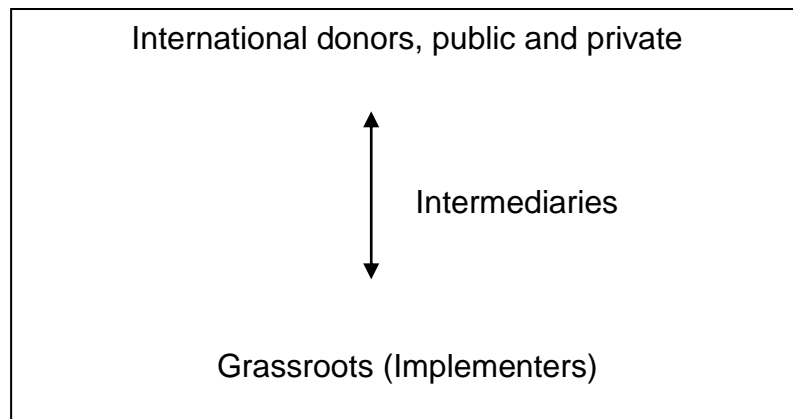 International donors, public and private
Intermediaries
Grassroots (Implementers)